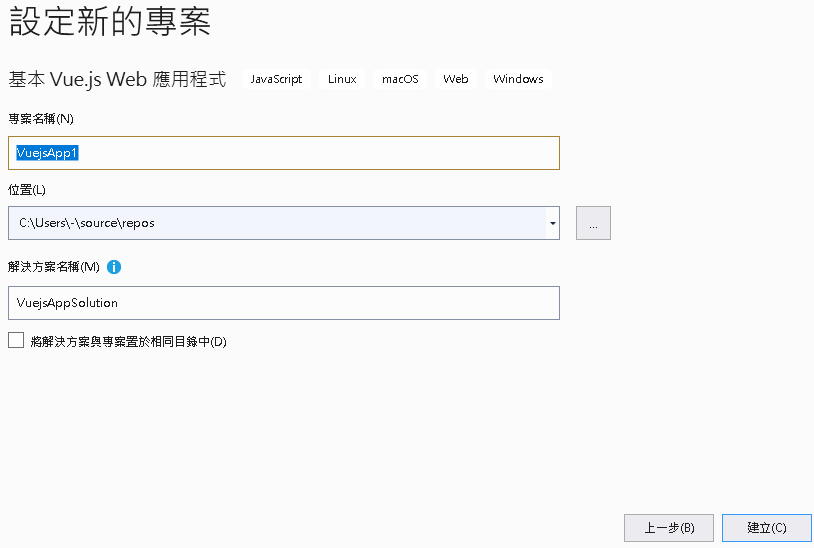 設定新的專案
基本 Vue.js Web 應用程式 JavaScript Linux macOS Web Windows
專案名稱(N)
VuejsApp1
位置(L)
C:\Users\-\source\repos
...
解決方案名稱(M)
VuejsAppSolution
將解決方案與專案置於相同目錄中(D)
上一步(B) 建立(C)